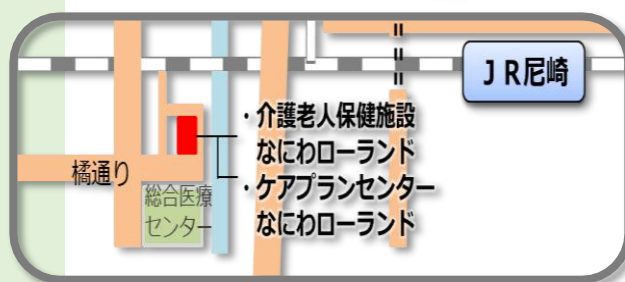 JR尼崎
・介護老人保健施設
なにわローランド
・ケアプランセンター
なにわローランド
橘通り
総合医療
センター